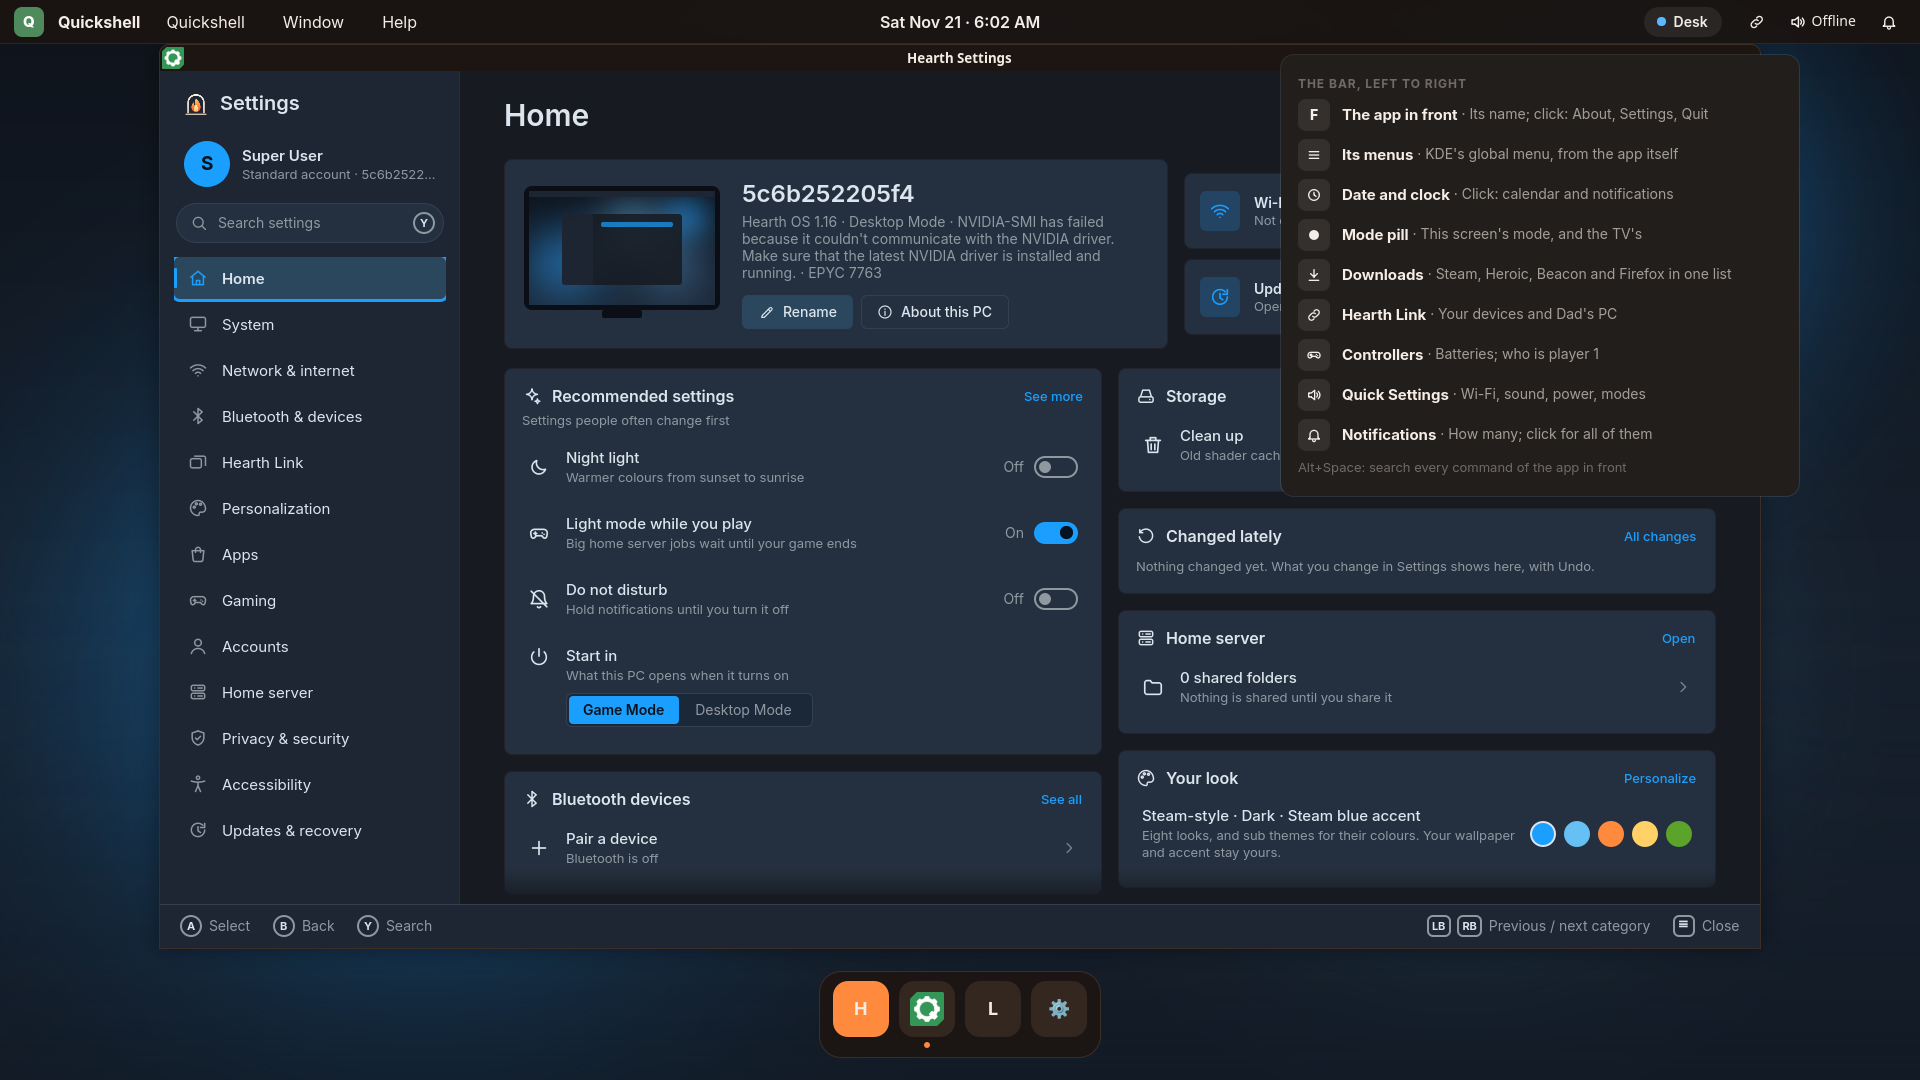 Q Quickshell Quickshell Window Help
Sat Nov 21 · 6:02 AM
Desk
Offline
Hearth Settings
Settings
S
Super User
Standard account · 5c6b2522...
Search settings
Y
Home
System
Network & internet
Bluetooth & devices
Hearth Link
Personalization
Apps
Gaming
Accounts
Home server
Privacy & security
Accessibility
Updates & recovery
Home
5c6b252205f4
Hearth OS 1.16 · Desktop Mode · NVIDIA-SMI has failed
because it couldn't communicate with the NVIDIA driver.
Make sure that the latest NVIDIA driver is installed and
running. · EPYC 7763
Rename
About this PC
Recommended settings
See more
Settings people often change first
Night light
Warmer colours from sunset to sunrise
Off
Light mode while you play
Big home server jobs wait until your game ends
On
Do not disturb
Hold notifications until you turn it off
Off
Start in
What this PC opens when it turns on
Game Mode
Desktop Mode
Bluetooth devices
See all
Pair a device
Bluetooth is off
Storage
Clean up
Old shader cach
Changed lately
All changes
Nothing changed yet. What you change in Settings shows here, with Undo.
Home server
Open
0 shared folders
Nothing is shared until you share it
Your look
Personalize
Steam-style · Dark · Steam blue accent
Eight looks, and sub themes for their colours. Your wallpaper
and accent stay yours.
THE BAR, LEFT TO RIGHT
F The app in front · Its name; click: About, Settings, Quit
Its menus · KDE's global menu, from the app itself
Date and clock · Click: calendar and notifications
Mode pill · This screen's mode, and the TV's
Downloads · Steam, Heroic, Beacon and Firefox in one list
Hearth Link · Your devices and Dad's PC
Controllers · Batteries; who is player 1
Quick Settings · Wi-Fi, sound, power, modes
Notifications · How many; click for all of them
Alt+Space: search every command of the app in front
A Select
B Back
Y Search
LB RB Previous / next category
Close
H
L